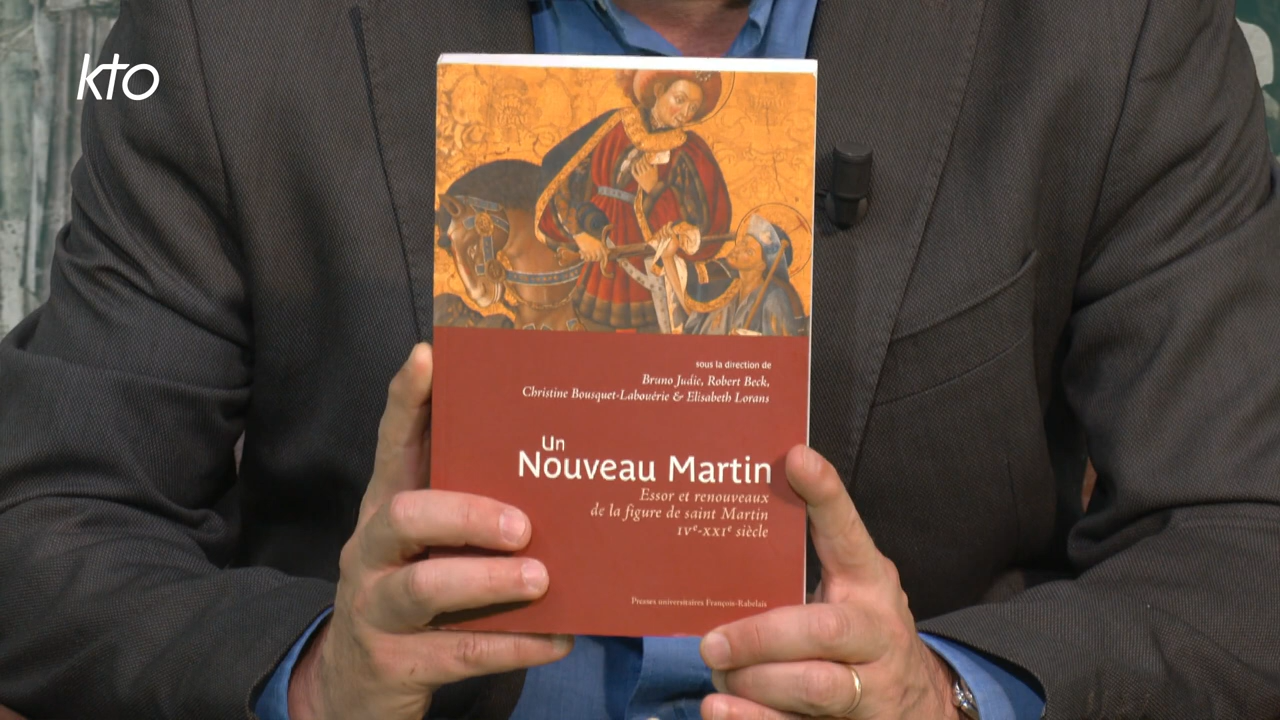 kto
sous la direction de
Bruno Judic, Robert Beck,
Christine Bousquet-Labouérie & Elisabeth Lorans
Un
Nouveau Martin
Essor et renouveaux
de la figure de saint Martin
IVe-XXIe siècle
Presses universitaires François-Rabelais